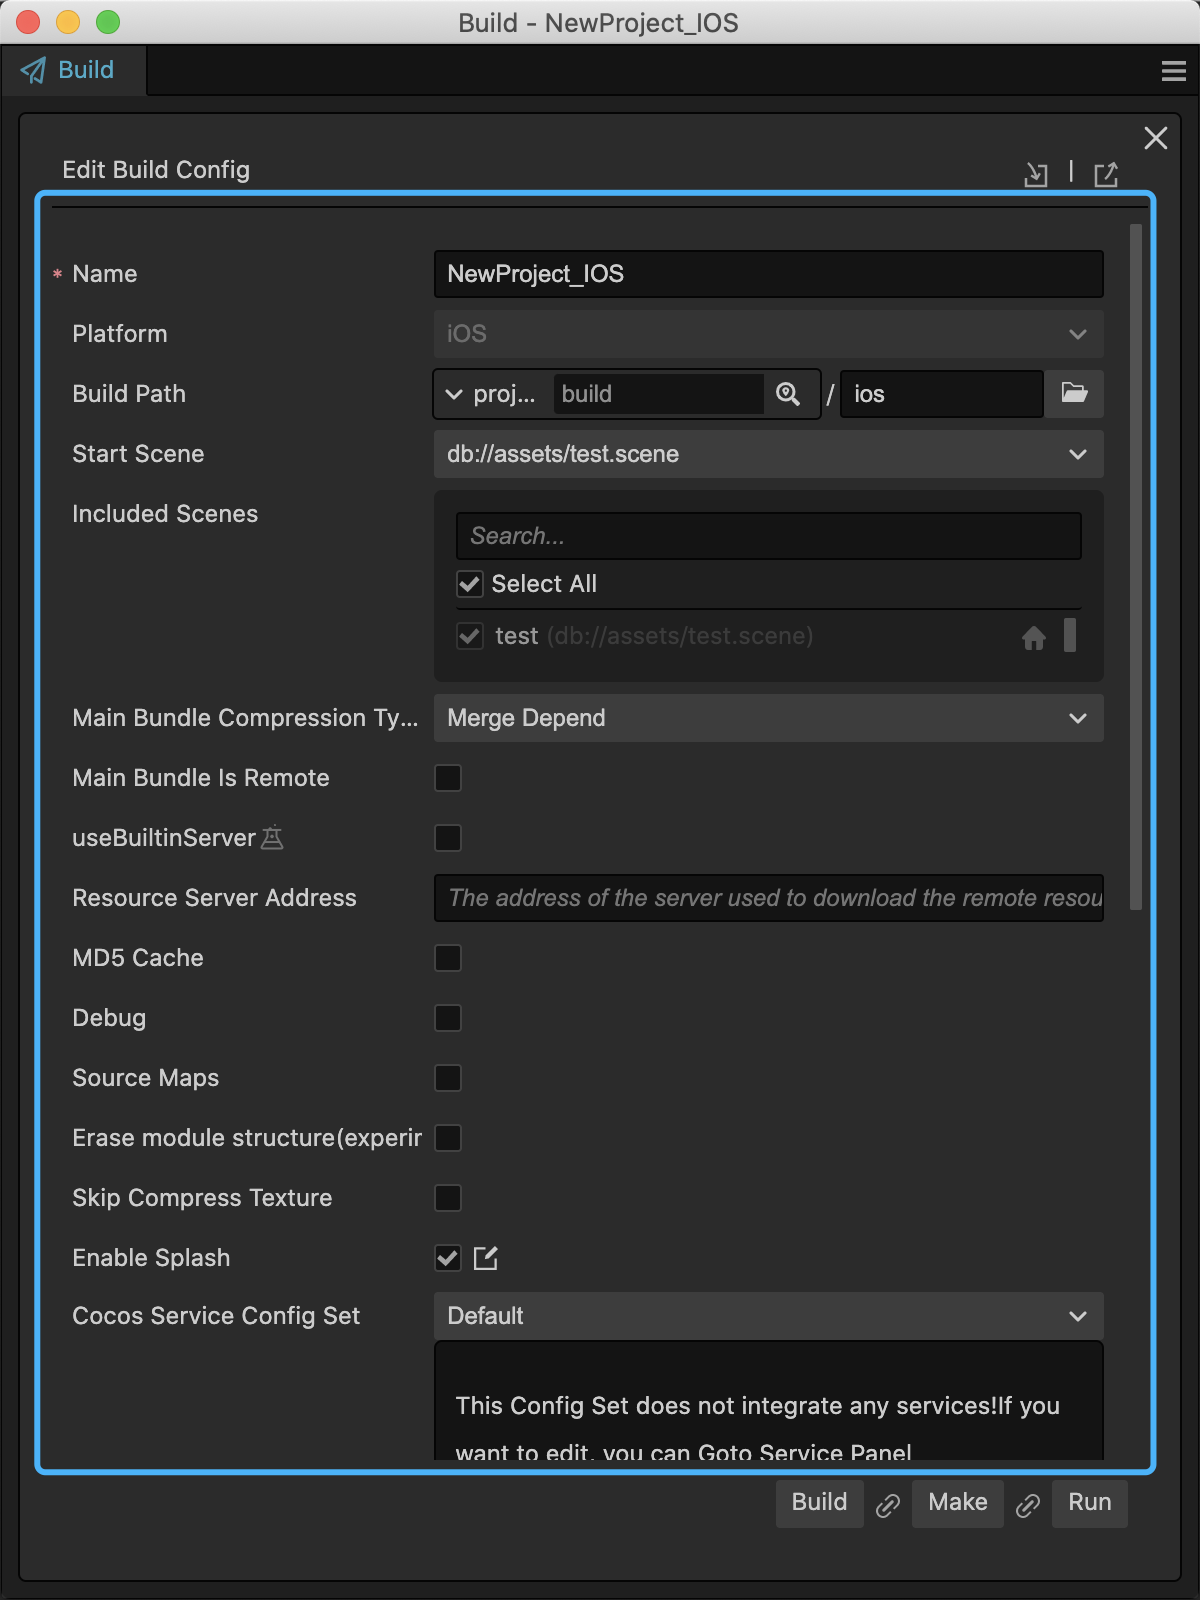 Build - NewProject_IOS
Build
Edit Build Config
* Name NewProject_IOS
Platform iOS
Build Path proj... build / ios
Start Scene db://assets/test.scene
Included Scenes
Search...
Select All
test (db://assets/test.scene)
Main Bundle Compression Ty... Merge Depend
Main Bundle Is Remote
useBuiltinServer
Resource Server Address The address of the server used to download the remote resou
MD5 Cache
Debug
Source Maps
Erase module structure(experir
Skip Compress Texture
Enable Splash
Cocos Service Config Set Default
This Config Set does not integrate any services!If you
want to edit, you can Goto Service Panel
Build Make Run